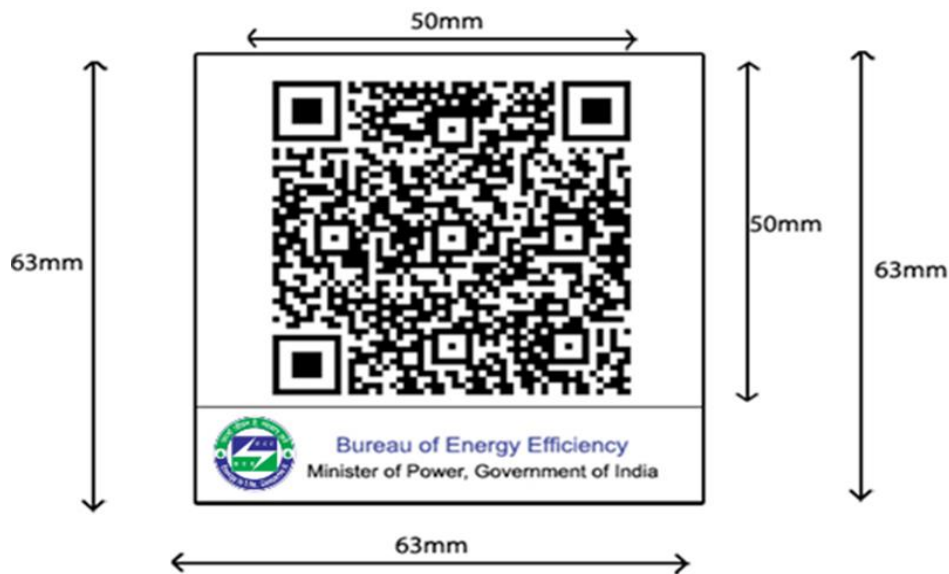 50mm
50mm
63mm
63mm
Bureau of Energy Efficiency
Minister of Power, Government of India
63mm